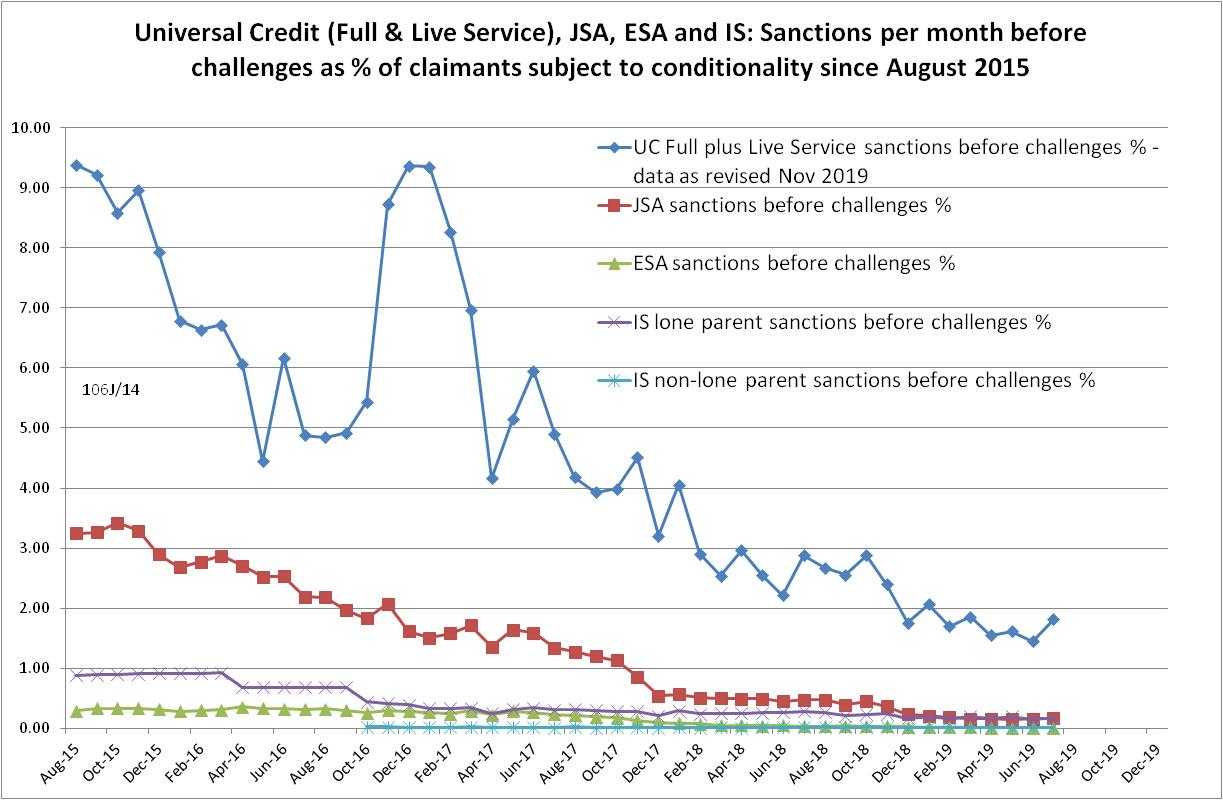 Universal Credit (Full & Live Service), JSA, ESA and IS: Sanctions per month before
challenges as % of claimants subject to conditionality since August 2015
10.00
9.00
8.00
7.00
6.00
5.00
4.00
3.00
2.00
1.00
0.00
UC Full plus Live Service sanctions before challenges % -
data as revised Nov 2019
JSA sanctions before challenges %
ESA sanctions before challenges %
IS lone parent sanctions before challenges %
IS non-lone parent sanctions before challenges %
106J/14
Aug-15
Oct-15
Dec-15
Feb-16
Apr-16
Jun-16
Aug-16
Oct-16
Dec-16
Feb-17
Apr-17
Jun-17
Aug-17
Oct-17
Dec-17
Feb-18
Apr-18
Jun-18
Aug-18
Oct-18
Dec-18
Feb-19
Apr-19
Jun-19
Aug-19
Oct-19
Dec-19